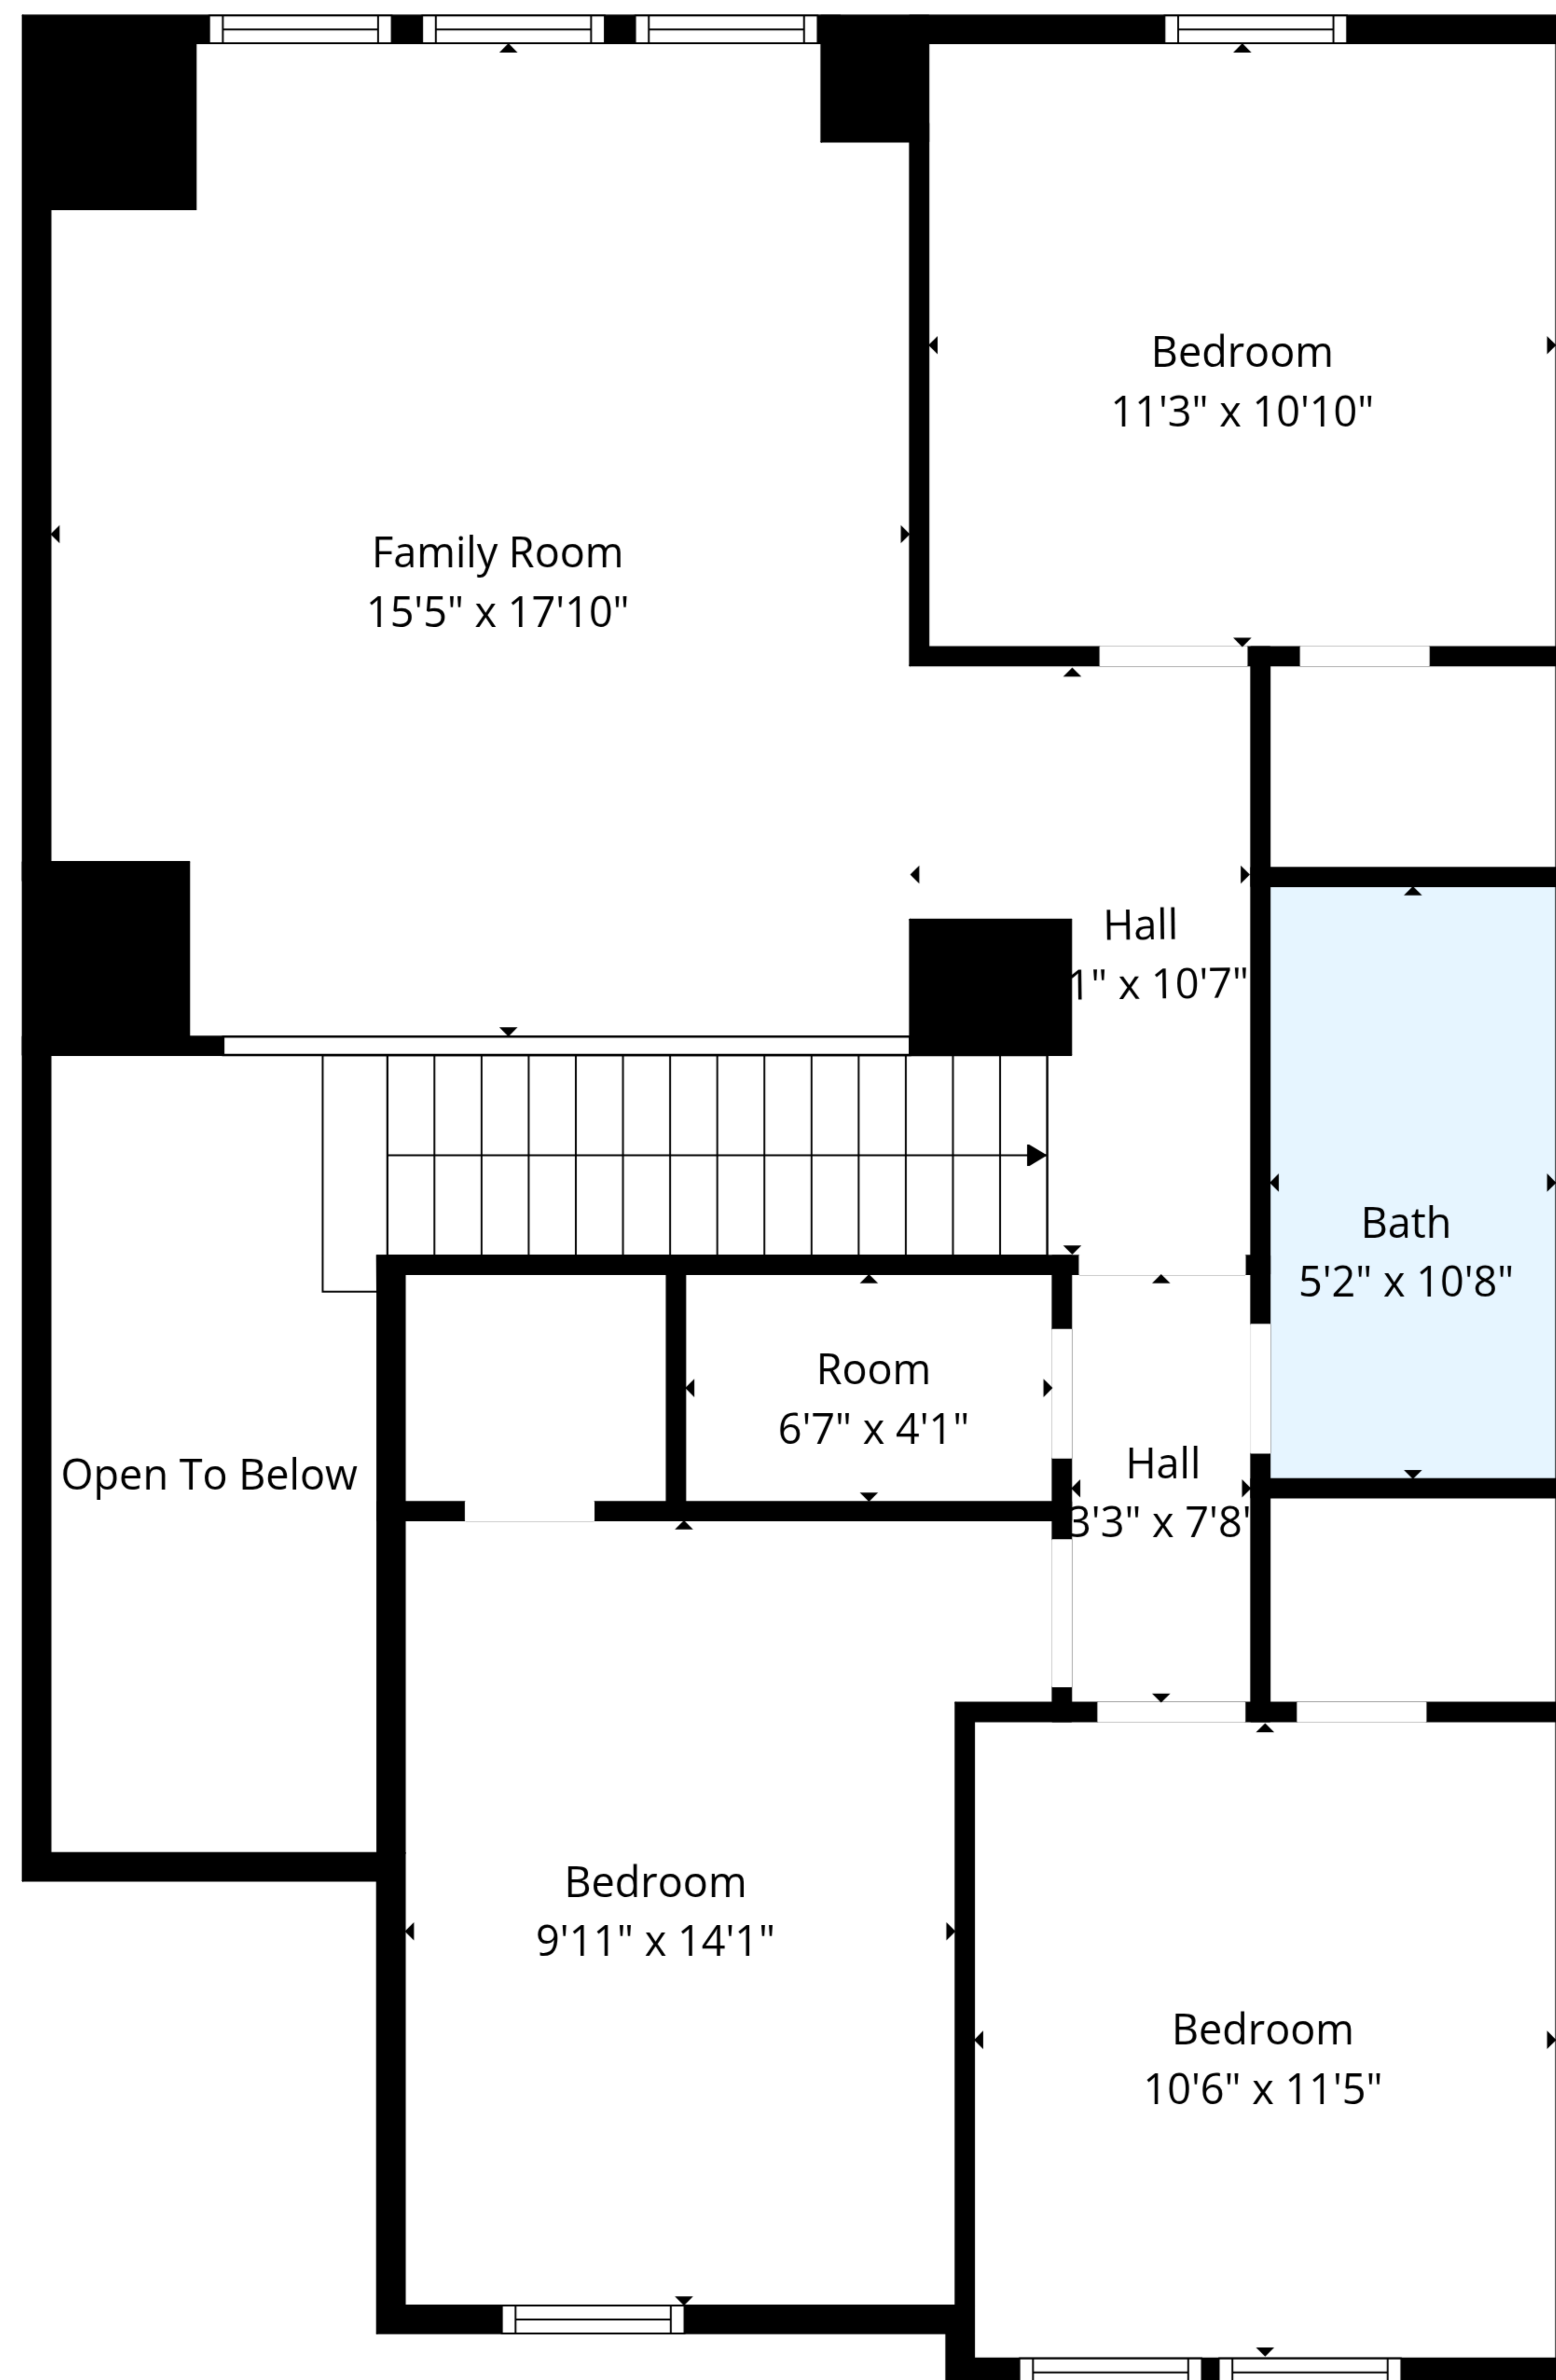 Bedroom
11'3" x 10'10"
Family Room
15'5" x 17'10"
Hall
1" x 10'7"
Bath
5'2" x 10'8"
Room
6'7" x 4'1"
Hall
3'3" x 7'8"
Open To Below
Bedroom
9'11" x 14'1"
Bedroom
10'6" x 11'5"